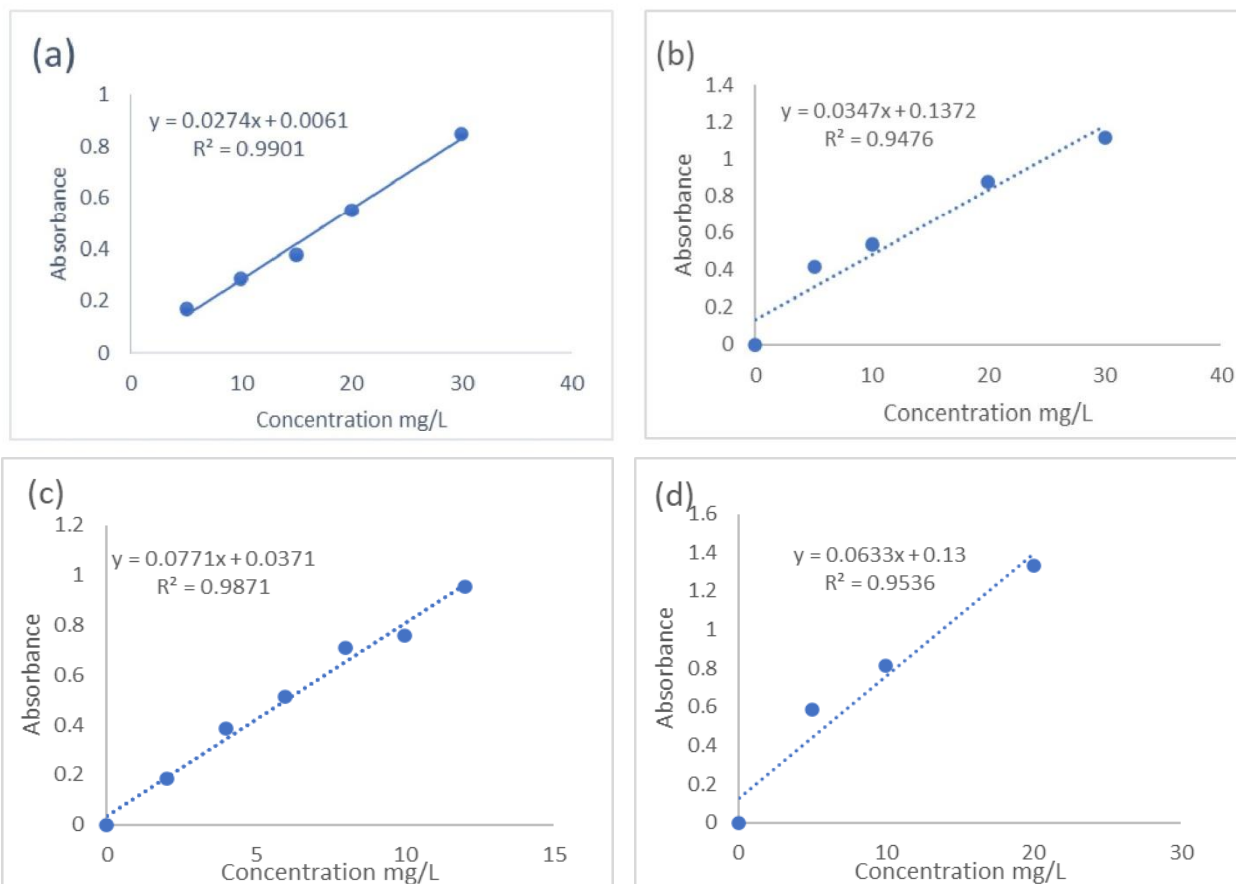 (a)
y = 0.0274x + 0.0061
R² = 0.9901
1
0.8
0.6
0.4
0.2
0
Absorbance
0 10 20 30 40
Concentration mg/L
(b)
1.4
y = 0.0347x + 0.1372
R² = 0.9476
1.2
1
0.8
0.6
0.4
0.2
0
Absorbance
0 10 20 30 40
Concentration mg/L
(c)
1.2
y = 0.0771x + 0.0371
R² = 0.9871
1
0.8
0.6
0.4
0.2
0
Absorbance
0 5 10 15
Concentration mg/L
(d)
1.6
y = 0.0633x + 0.13
R² = 0.9536
1.4
1.2
1
0.8
0.6
0.4
0.2
0
Absorbance
0 10 20 30
Concentration mg/L